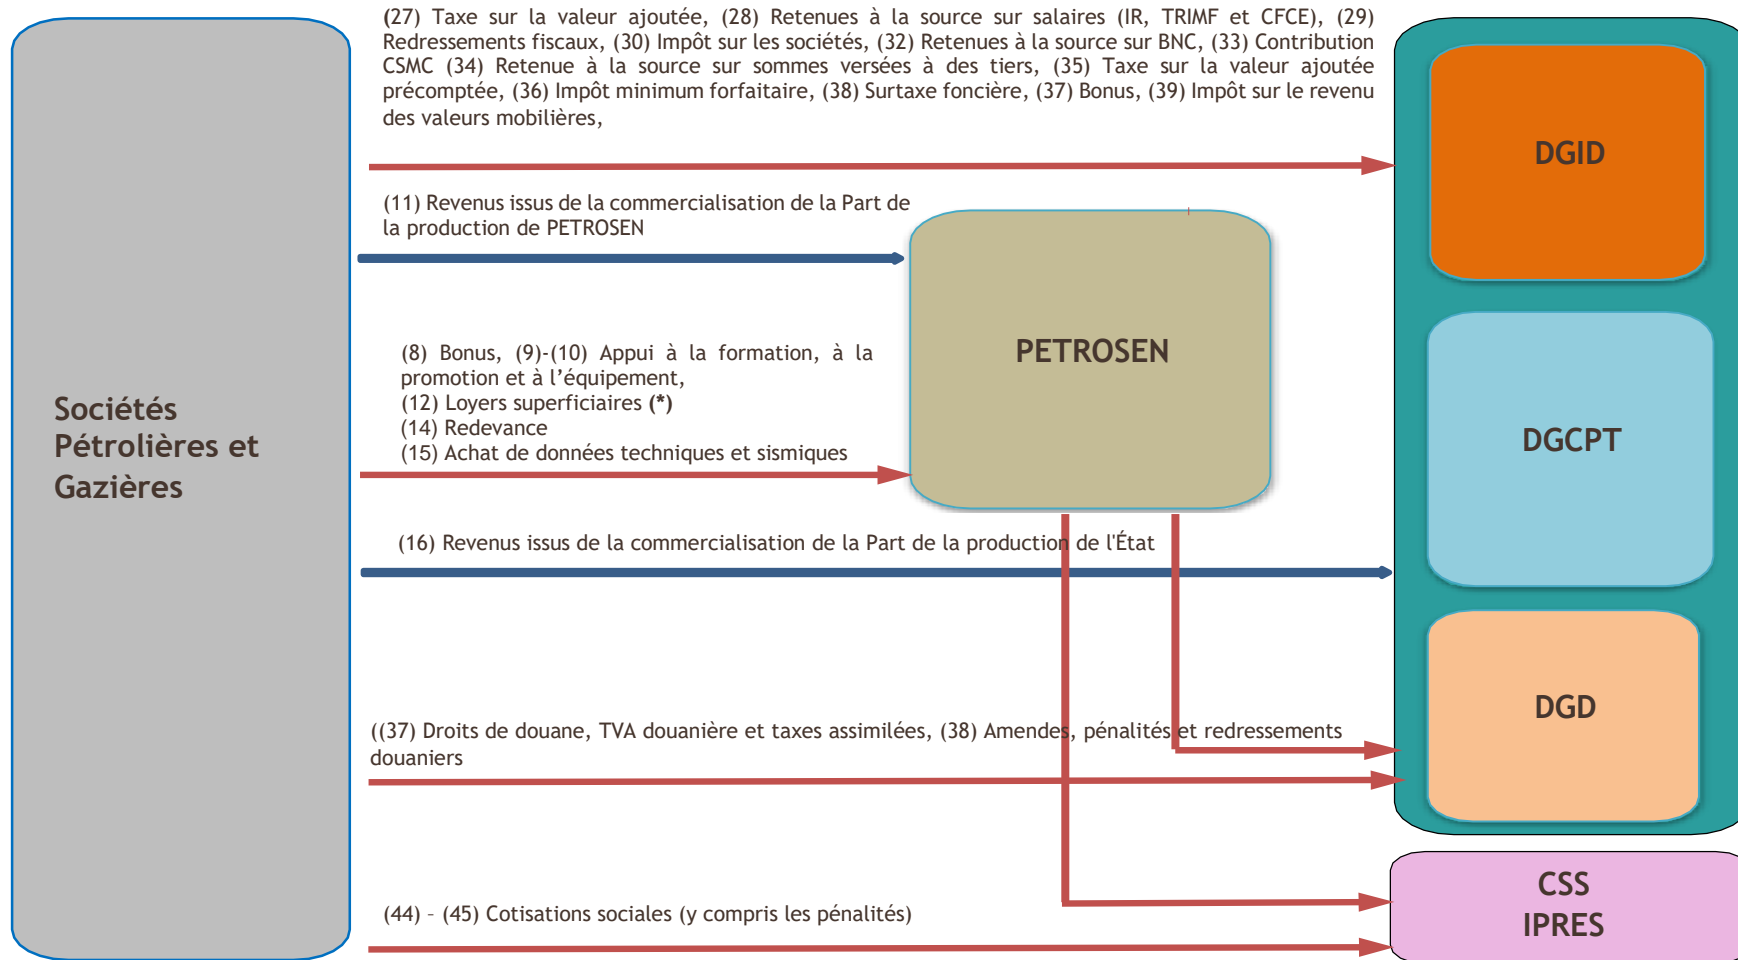 (27) Taxe sur la valeur ajoutée, (28) Retenues à la source sur salaires (IR, TRIMF et CFCE), (29)
Redressements fiscaux, (30) Impôt sur les sociétés, (32) Retenues à la source sur BNC, (33) Contribution
CSMC (34) Retenue à la source sur sommes versées à des tiers, (35) Taxe sur la valeur ajoutée
précomptée, (36) Impôt minimum forfaitaire, (38) Surtaxe foncière, (37) Bonus, (39) Impôt sur le revenu
des valeurs mobilières,
DGID
(11) Revenus issus de la commercialisation de la Part de
la production de PETROSEN
PETROSEN
(8) Bonus, (9)-(10) Appui à la formation, à la
promotion et à l’équipement,
(12) Loyers superficiaires (*)
(14) Redevance
(15) Achat de données techniques et sismiques
Sociétés
Pétrolières et
Gazières
DGCPT
(16) Revenus issus de la commercialisation de la Part de la production de l'État
DGD
((37) Droits de douane, TVA douanière et taxes assimilées, (38) Amendes, pénalités et redressements
douaniers
CSS
IPRES
(44) – (45) Cotisations sociales (y compris les pénalités)